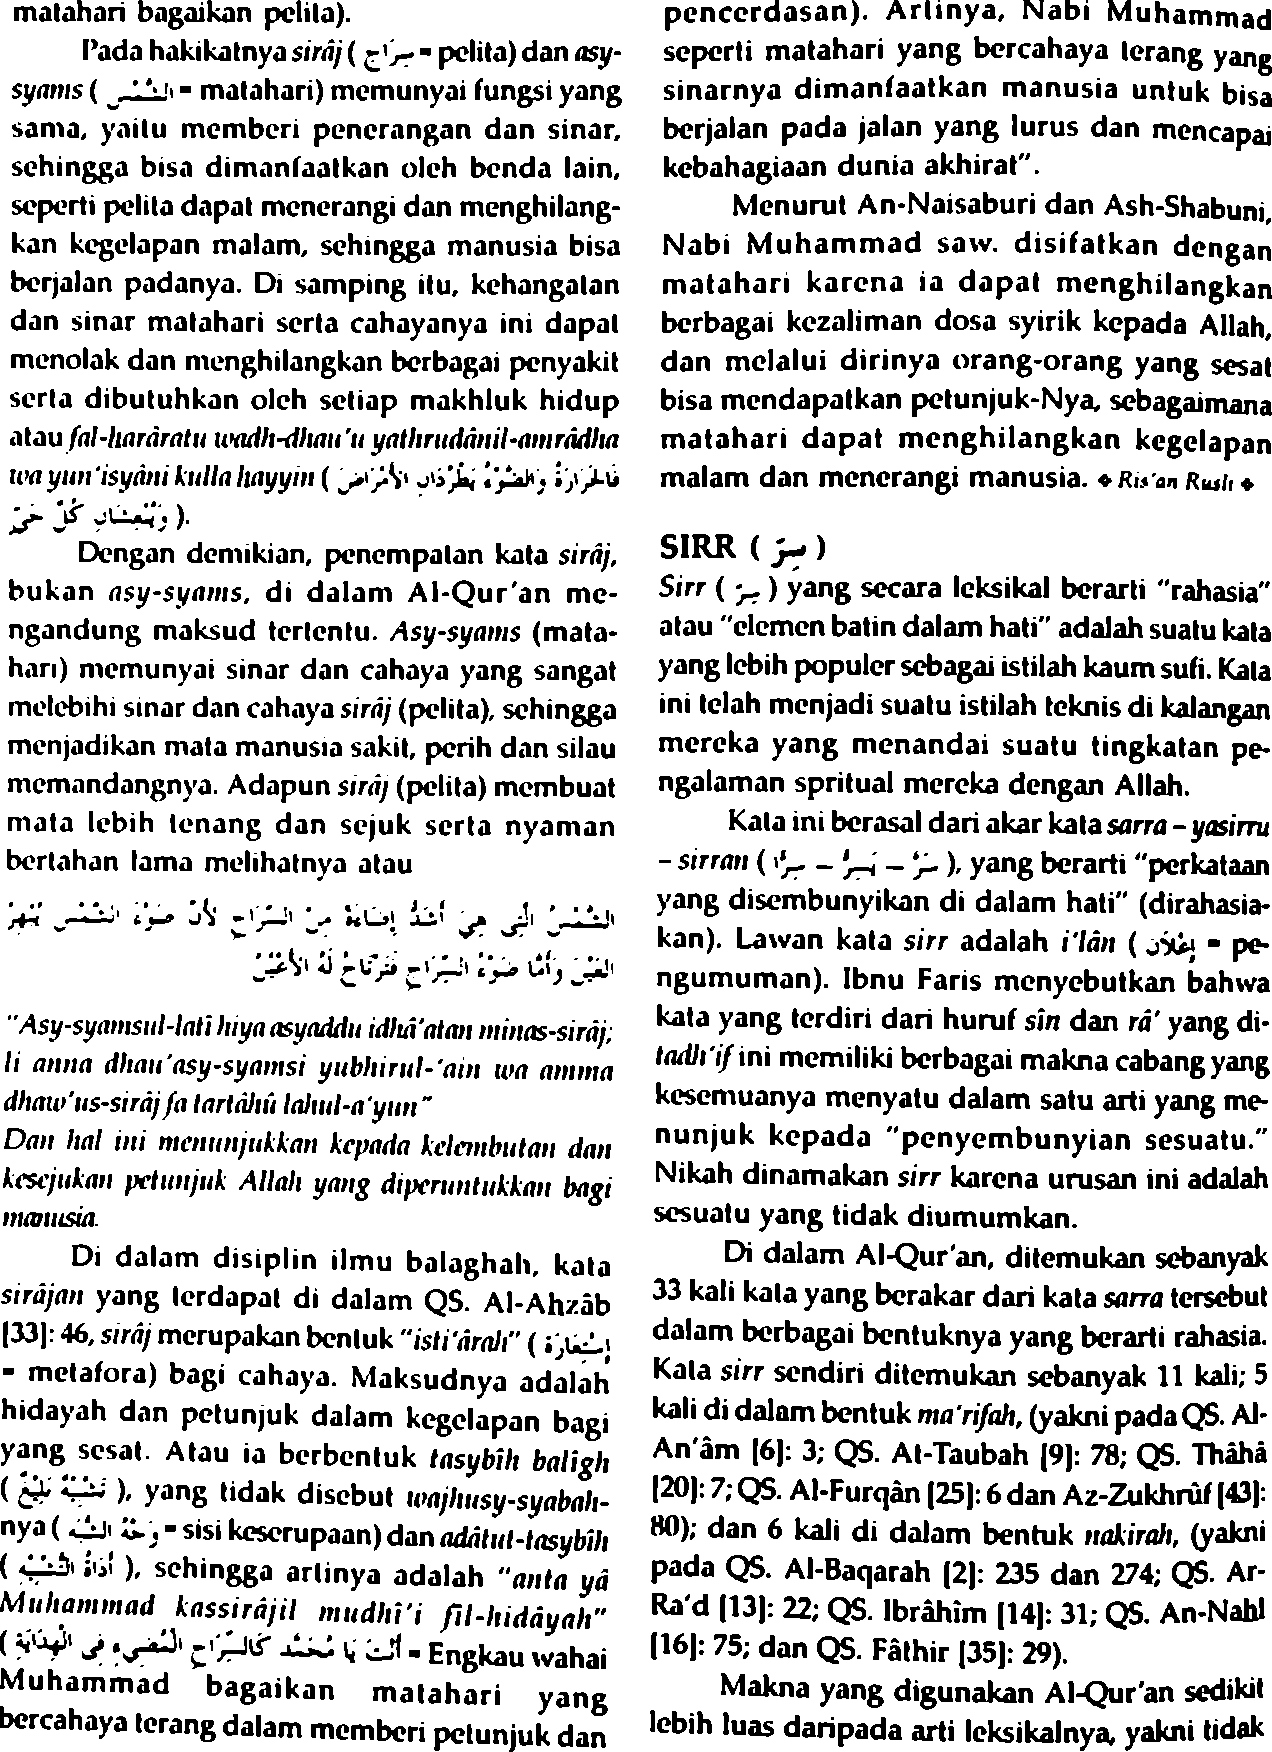 matahari bagaikan pelita).
Pada hakikatnya sirâj ( سِرَاج = pelita) dan asy-
syams ( الشَّمْس = matahari) memunyai fungsi yang
sama, yaitu memberi penerangan dan sinar,
sehingga bisa dimanfaatkan oleh benda lain,
seperti pelita dapat menerangi dan menghilang-
kan kegelapan malam, sehingga manusia bisa
berjalan padanya. Di samping itu, kehangatan
dan sinar matahari serta cahayanya ini dapat
menolak dan menghilangkan berbagai penyakit
serta dibutuhkan oleh setiap makhluk hidup
atau fal-harâratu wadh-dhau'u yathrudânil-amrâdha
wa yun'isyâni kulla hayyin ( فَالْحَرَارَةُ وَالضَّوْءُ يَطْرُدَانِ الْأَمْرَاضَ
وَيُنْعِشَانِ كُلَّ حَيٍّ ).
Dengan demikian, penempatan kata sirâj,
bukan asy-syams, di dalam Al-Qur'an me-
ngandung maksud tertentu. Asy-syams (mata-
hari) memunyai sinar dan cahaya yang sangat
melebihi sinar dan cahaya sirâj (pelita), sehingga
menjadikan mata manusia sakit, perih dan silau
memandangnya. Adapun sirâj (pelita) membuat
mata lebih tenang dan sejuk serta nyaman
bertahan lama melihatnya atau
الشَّمْسُ الَّتِي هِيَ أَشَدُّ إِضَاءَةً مِنَ السِّرَاجِ لِأَنَّ ضَوْءَ الشَّمْسِ يُبْهِرُ
الْعَيْنَ وَأَمَّا ضَوْءُ السِّرَاجِ فَتَرْتَاحُ لَهُ الْأَعْيُنُ
"Asy-syamsul-latî hiya asyaddu idhâ'atan minas-sirâj;
li anna dhau'asy-syamsi yubhirul-'ain wa amma
dhaw'us-sirâj fa tartâhû lahul-a'yun"
Dan hal ini menunjukkan kepada kelembutan dan
kesejukan petunjuk Allah yang diperuntukkan bagi
manusia.
Di dalam disiplin ilmu balaghah, kata
sirâjan yang terdapat di dalam QS. Al-Ahzâb
[33]: 46, sirâj merupakan bentuk "isti'ârah" ( إِسْتِعَارَة
= metafora) bagi cahaya. Maksudnya adalah
hidayah dan petunjuk dalam kegelapan bagi
yang sesat. Atau ia berbentuk tasybîh balîgh
( تَشْبِيْهٌ بَلِيْغٌ ), yang tidak disebut wajhusy-syabah-
nya ( وَجْهُ الشَّبَهِ = sisi keserupaan) dan adâtut-tasybîh
( أَدَاةُ التَّشْبِيْهِ ), sehingga artinya adalah "anta yâ
Muhammad kassirâjil mudhî'i fil-hidâyah"
( أَنْتَ يَا مُحَمَّد كَالسِّرَاجِ الْمُضِيْءِ فِي الْهِدَايَةِ = Engkau wahai
Muhammad bagaikan matahari yang
bercahaya terang dalam memberi petunjuk dan
pencerdasan). Artinya, Nabi Muhammad
seperti matahari yang bercahaya terang yang
sinarnya dimanfaatkan manusia untuk bisa
berjalan pada jalan yang lurus dan mencapai
kebahagiaan dunia akhirat".
Menurut An-Naisaburi dan Ash-Shabuni,
Nabi Muhammad saw. disifatkan dengan
matahari karena ia dapat menghilangkan
berbagai kezaliman dosa syirik kepada Allah,
dan melalui dirinya orang-orang yang sesat
bisa mendapatkan petunjuk-Nya, sebagaimana
matahari dapat menghilangkan kegelapan
malam dan menerangi manusia. ❖ Ris'an Rusli ❖
SIRR ( سِرّ )
Sirr ( سِرّ ) yang secara leksikal berarti "rahasia"
atau "elemen batin dalam hati" adalah suatu kata
yang lebih populer sebagai istilah kaum sufi. Kata
ini telah menjadi suatu istilah teknis di kalangan
mereka yang menandai suatu tingkatan pe-
ngalaman spritual mereka dengan Allah.
Kata ini berasal dari akar kata sarra – yasirru
– sirran ( سَرَّ – يَسِرُّ – سِرًّا ), yang berarti "perkataan
yang disembunyikan di dalam hati" (dirahasia-
kan). Lawan kata sirr adalah i'lân ( إِعْلَان = pe-
ngumuman). Ibnu Faris menyebutkan bahwa
kata yang terdiri dari huruf sîn dan râ' yang di-
tadh'if ini memiliki berbagai makna cabang yang
kesemuanya menyatu dalam satu arti yang me-
nunjuk kepada "penyembunyian sesuatu."
Nikah dinamakan sirr karena urusan ini adalah
sesuatu yang tidak diumumkan.
Di dalam Al-Qur'an, ditemukan sebanyak
33 kali kata yang berakar dari kata sarra tersebut
dalam berbagai bentuknya yang berarti rahasia.
Kata sirr sendiri ditemukan sebanyak 11 kali; 5
kali di dalam bentuk ma'rifah, (yakni pada QS. Al-
An'âm [6]: 3; QS. At-Taubah [9]: 78; QS. Thâhâ
[20]: 7; QS. Al-Furqân [25]: 6 dan Az-Zukhrûf [43]:
80); dan 6 kali di dalam bentuk nakirah, (yakni
pada QS. Al-Baqarah [2]: 235 dan 274; QS. Ar-
Ra'd [13]: 22; QS. Ibrâhîm [14]: 31; QS. An-Nahl
[16]: 75; dan QS. Fâthir [35]: 29).
Makna yang digunakan Al-Qur'an sedikit
lebih luas daripada arti leksikalnya, yakni tidak